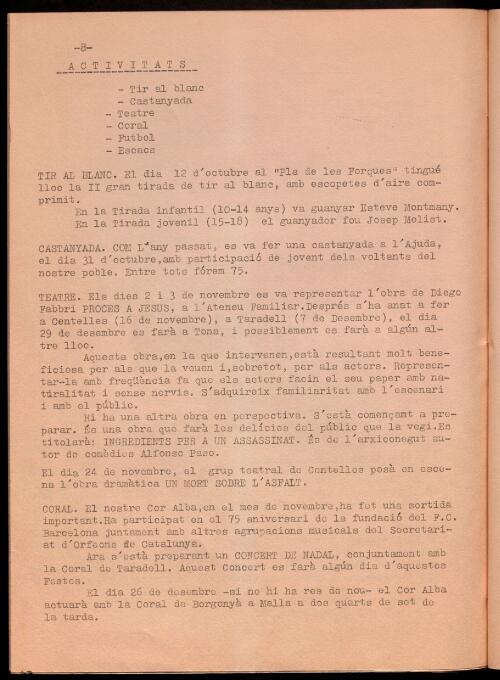 -8-
A C T I V I T A T S
- Tir al blanc
- Castanyada
- Teatre
- Coral
- Futbol
- Escacs
TIR AL BLANC. El dia 12 d'octubre al "Pla de les Forques" tingué
lloc la II gran tirada de tir al blanc, amb escopetes d'aire com-
primit.
En la Tirada infantil (10-14 anys) va guanyar Esteve Montmany.
En la Tirada jovenil (15-18) el guanyador fou Josep Molist.
CASTANYADA. COM L'any passat, es va fer una castanyada a l'Ajuda,
el dia 31 d'octubre,amb participació de jovent dels voltants del
nostre poble. Entre tots fórem 75.
TEATRE. Els dies 2 i 3 de novembre es va representar l'obra de Diego
Fabbri PROCES A JESUS, a l'Ateneu Familiar.Després s'ha anat a fer
a Centelles (16 de novembre), a Taradell (7 de Desembre), el dia
29 de desembre es farà a Tona, i possiblement es farà a algún al-
tre lloc.
Aquesta obra,en la que intervenen,està resultant molt bene-
ficiosa per als que la vouen i,sobretot, per als actors. Represen-
tar-la amb freqüència fa que els actors facin el seu paper amb na-
tiralitat i sense nervis. S'adquireix familiaritat amb l'escenari
i amb el públic.
Hi ha una altra obra en perspectiva. S'està començant a pre-
parar. És una obra que farà les delícies del públic que la vegi.Es
titolarà: INGREDIENTS PER A UN ASSASSINAT. És de l'arxiconegut au-
tor de comèdies Alfonso Paso.
El dia 24 de novembre, el grup teatral de Centelles posà en esce-
na l'obra dramàtica UN MORT SOBRE L'ASFALT.
CORAL. El nostre Cor Alba,en el mes de novembre,ha fet una sortida
important.Ha participat en el 75 aniversari de la fundació del F.C.
Barcelona juntament amb altres agrupacions musicals del Secretari-
at d'Orfeons de Catalunya.
Ara s'està preparant un CONCERT DE NADAL, conjuntament amb
la Coral de Taradell. Aquest Concert es farà algún dia d'aquestes
Festes.
El dia 26 de desembre -si no hi ha res de nou- el Cor Alba
actuarà amb la Coral de Borgonyà a Malla a dos quarts de set de
la tarda.